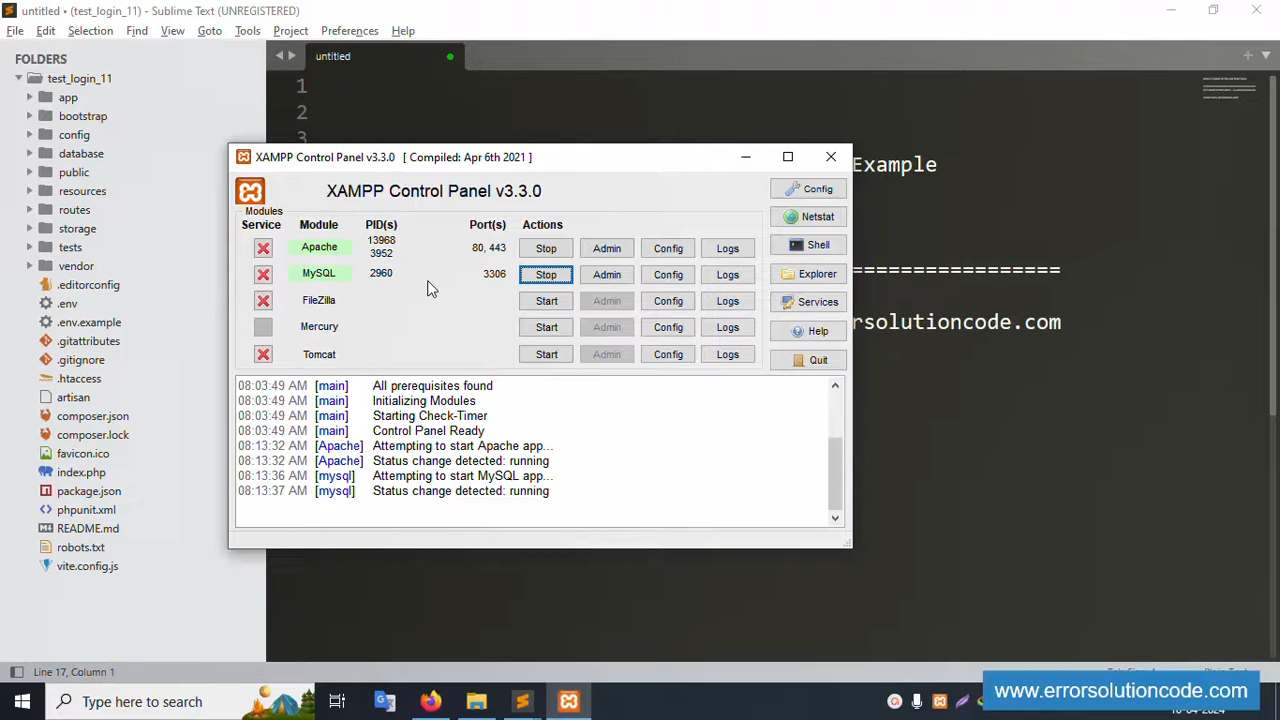 untitled • (test_login_11) - Sublime Text (UNREGISTERED)
File Edit Selection Find View Goto Tools Project Preferences Help
FOLDERS
test_login_11
app
bootstrap
config
database
public
resources
routes
storage
tests
vendor
.editorconfig
.env
.env.example
.gitattributes
.gitignore
.htaccess
artisan
composer.json
composer.lock
favicon.ico
index.php
package.json
phpunit.xml
README.md
robots.txt
vite.config.js
untitled
1
2
3
Example
==================
rsolutioncode.com
XAMPP Control Panel v3.3.0 [ Compiled: Apr 6th 2021 ]
XAMPP Control Panel v3.3.0
Modules
Service Module PID(s) Port(s) Actions
Apache 13968 3952 80, 443 Stop Admin Config Logs
MySQL 2960 3306 Stop Admin Config Logs
FileZilla Start Admin Config Logs
Mercury Start Admin Config Logs
Tomcat Start Admin Config Logs
Config
Netstat
Shell
Explorer
Services
Help
Quit
08:03:49 AM [main] All prerequisites found
08:03:49 AM [main] Initializing Modules
08:03:49 AM [main] Starting Check-Timer
08:03:49 AM [main] Control Panel Ready
08:13:32 AM [Apache] Attempting to start Apache app...
08:13:32 AM [Apache] Status change detected: running
08:13:36 AM [mysql] Attempting to start MySQL app...
08:13:37 AM [mysql] Status change detected: running
Line 17, Column 1
Type here to search
www.errorsolutioncode.com